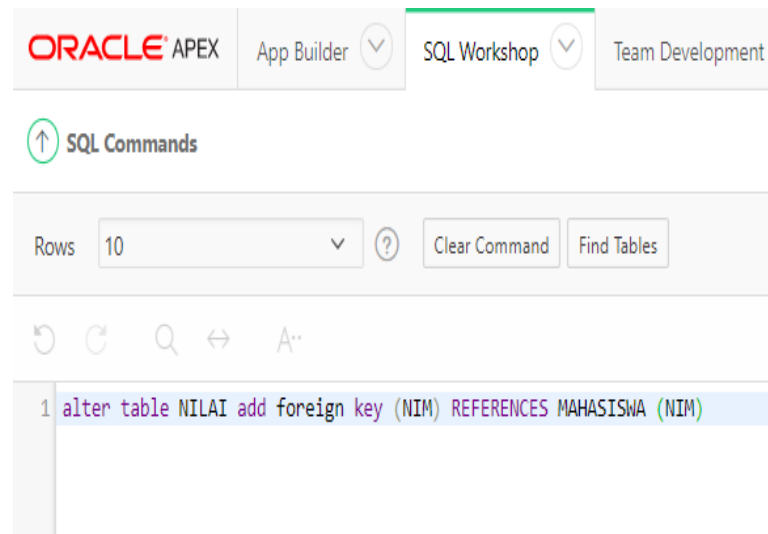 ORACLE APEX App Builder SQL Workshop Team Development
SQL Commands
Rows 10 ? Clear Command Find Tables
A··
1 alter table NILAI add foreign key (NIM) REFERENCES MAHASISWA (NIM)